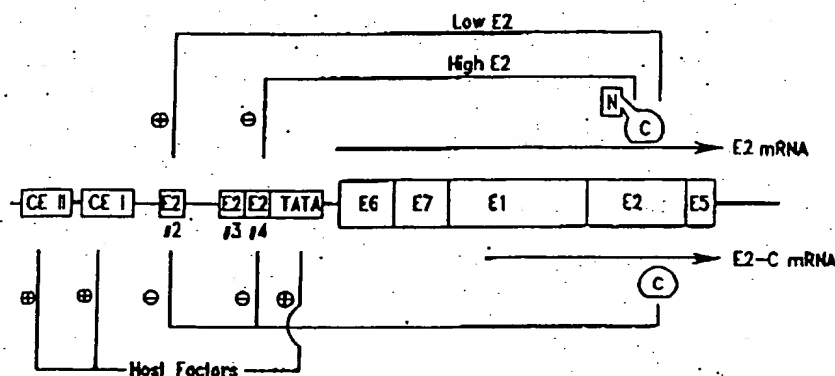 Low E2
High E2
⊕ ⊖ N C
E2 mRNA
CE II CE I E2 E2 E2 TATA E6 E7 E1 E2 E5
#2 #3 #4
E2-C mRNA
⊕ ⊕ ⊖ ⊖ ⊕ C
Host Factors